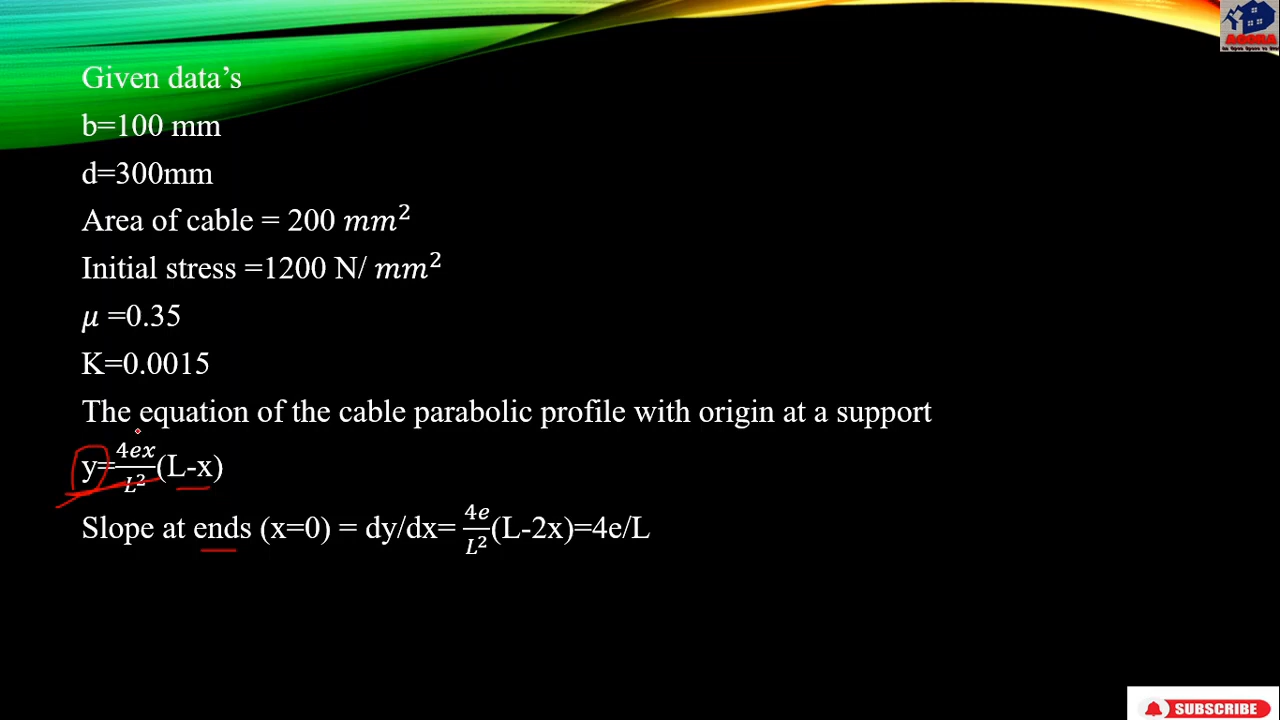 Given data’s
b=100 mm
d=300mm
Area of cable = 200 𝑚𝑚²
Initial stress =1200 N/ 𝑚𝑚²
𝜇 =0.35
K=0.0015
The equation of the cable parabolic profile with origin at a support
y=4𝑒𝑥/𝐿²(L-x)
Slope at ends (x=0) = dy/dx= 4𝑒/𝐿²(L-2x)=4e/L
SUBSCRIBE